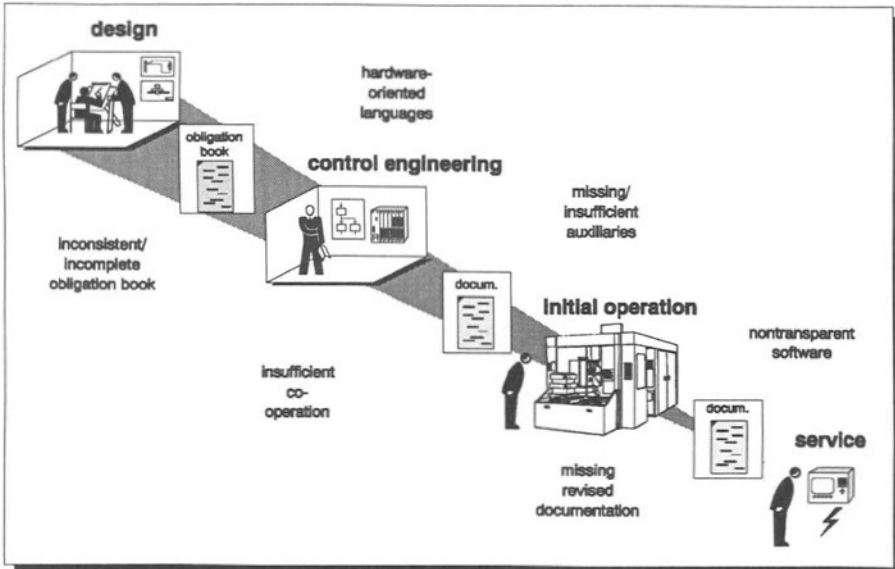 design
hardware-
oriented
languages
obligation
book
control engineering
missing/
insufficient
auxiliaries
inconsistent/
incomplete
obligation book
docum.
initial operation
nontransparent
software
insufficient
co-
operation
docum.
service
missing
revised
documentation